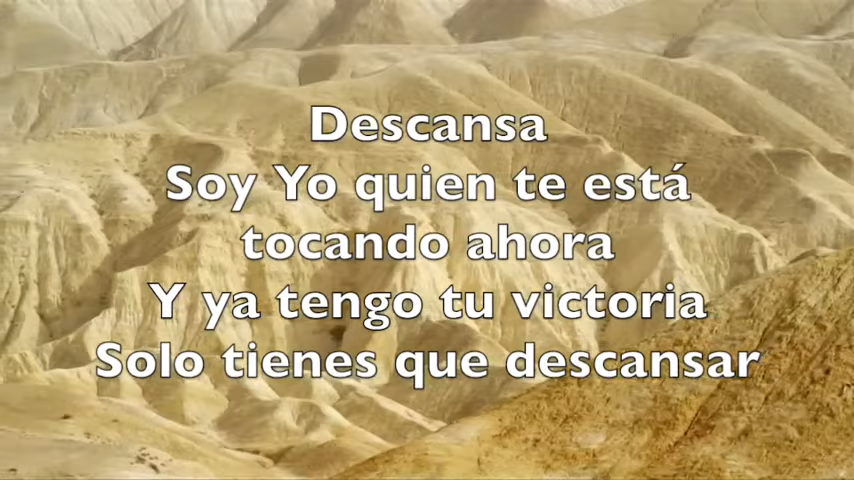 Descansa
Soy Yo quien te está
tocando ahora
Y ya tengo tu victoria
Solo tienes que descansar